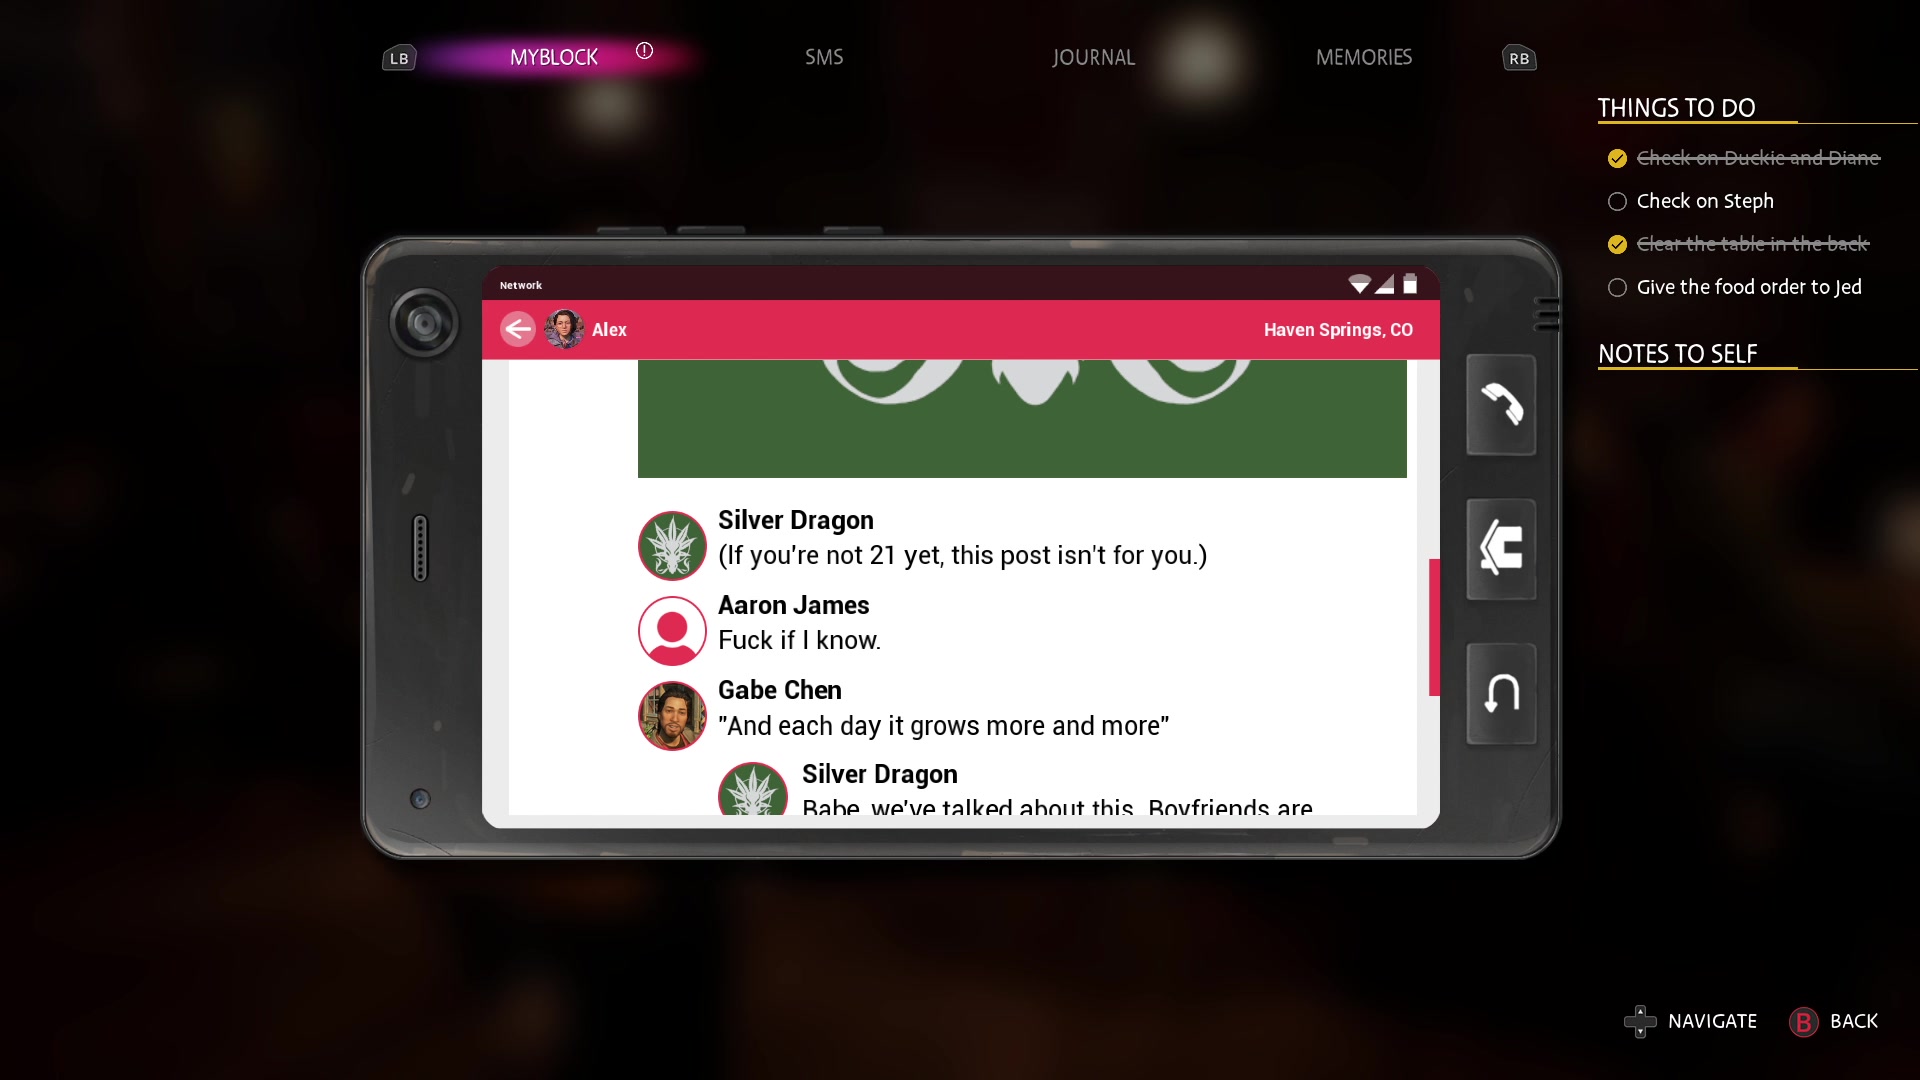 LB
MYBLOCK
SMS
JOURNAL
MEMORIES
RB
THINGS TO DO
Check on Duckie and Diane
Check on Steph
Clear the table in the back
Give the food order to Jed
NOTES TO SELF
Network
Alex
Haven Springs, CO
Silver Dragon
(If you're not 21 yet, this post isn't for you.)
Aaron James
Fuck if I know.
Gabe Chen
"And each day it grows more and more"
Silver Dragon
Babe, we've talked about this. Boyfriends are
NAVIGATE
B BACK